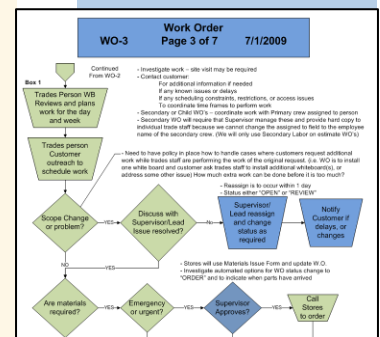 Work Order
WO-3 Page 3 of 7 7/1/2009
Continued
From WO-2
Box 1
Trades Person WB
Reviews and plans
work for the day
and week
- Investigate work – site visit may be required
- Contact customer:
For additional information if needed
If any known issues or delays
If any scheduling constraints, restrictions, or access issues
To coordinate time frames to perform work
- Secondary or Child WO's – coordinate work with Primary crew assigned to person
- Secondary WO will require that Supervisor manage these and provide hard copy to
individual trade staff because we cannot change the assigned field to the employee
name of the secondary crew. (We will only use Secondary Labor on estimate WO's)
Trades person
Customer
outreach to
schedule work
- Need to have policy in place how to handle cases where customers request additional
work while trades staff are performing the work of the original request. (i.e. WO is to install
one white board and customer ask trades staff to install additional whiteboard(s), or
address some other issue) How much extra work can be done before it is too much?
- Reassign is to occur within 1 day
- Status either "OPEN" or "REVIEW"
Scope Change
or problem?
YES
Discuss with
Supervisor/Lead
Issue resolved?
No
Supervisor/
Lead reassign
and change
status as
required
Notify
Customer if
delays, or
changes
NO
YES
- Stores will use Materials Issue Form and update W.O.
- Investigate automated options for WO status change to
"ORDER" and to indicate when parts have arrived
Are materials
required?
YES
Emergency
or urgent?
YES
Supervisor
Approves?
YES
Call
Stores
to order